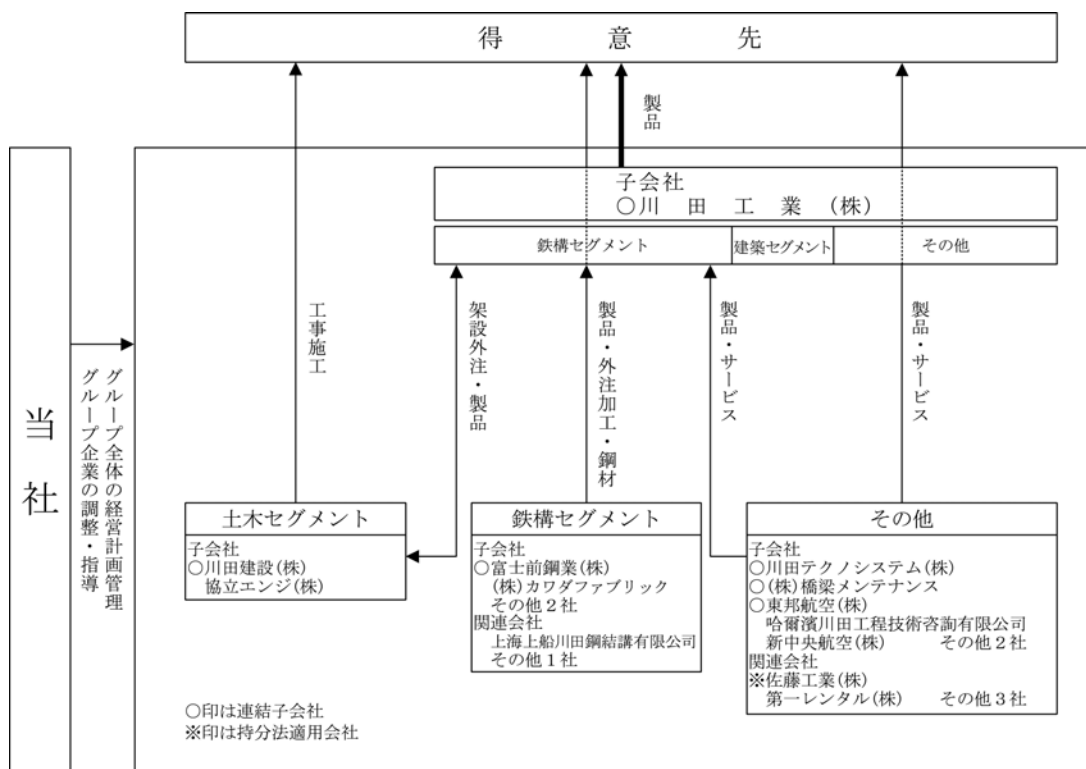 得意先
製品
子会社
○川田工業(株)
鉄構セグメント
建築セグメント
その他
工事施工
架設外注・製品
製品・外注加工・鋼材
製品・サービス
製品・サービス
当社
グループ全体の経営計画管理
グループ企業の調整・指導
土木セグメント
子会社
○川田建設(株)
協立エンジ(株)
鉄構セグメント
子会社
○富士前鋼業(株)
(株)カワダファブリック
その他2社
関連会社
上海上船川田鋼結講有限公司
その他1社
その他
子会社
○川田テクノシステム(株)
○(株)橋梁メンテナンス
○東邦航空(株)
哈爾濱川田工程技術咨訽有限公司
新中央航空(株) その他2社
関連会社
※佐藤工業(株)
第一レンタル(株) その他3社
○印は連結子会社
※印は持分法適用会社